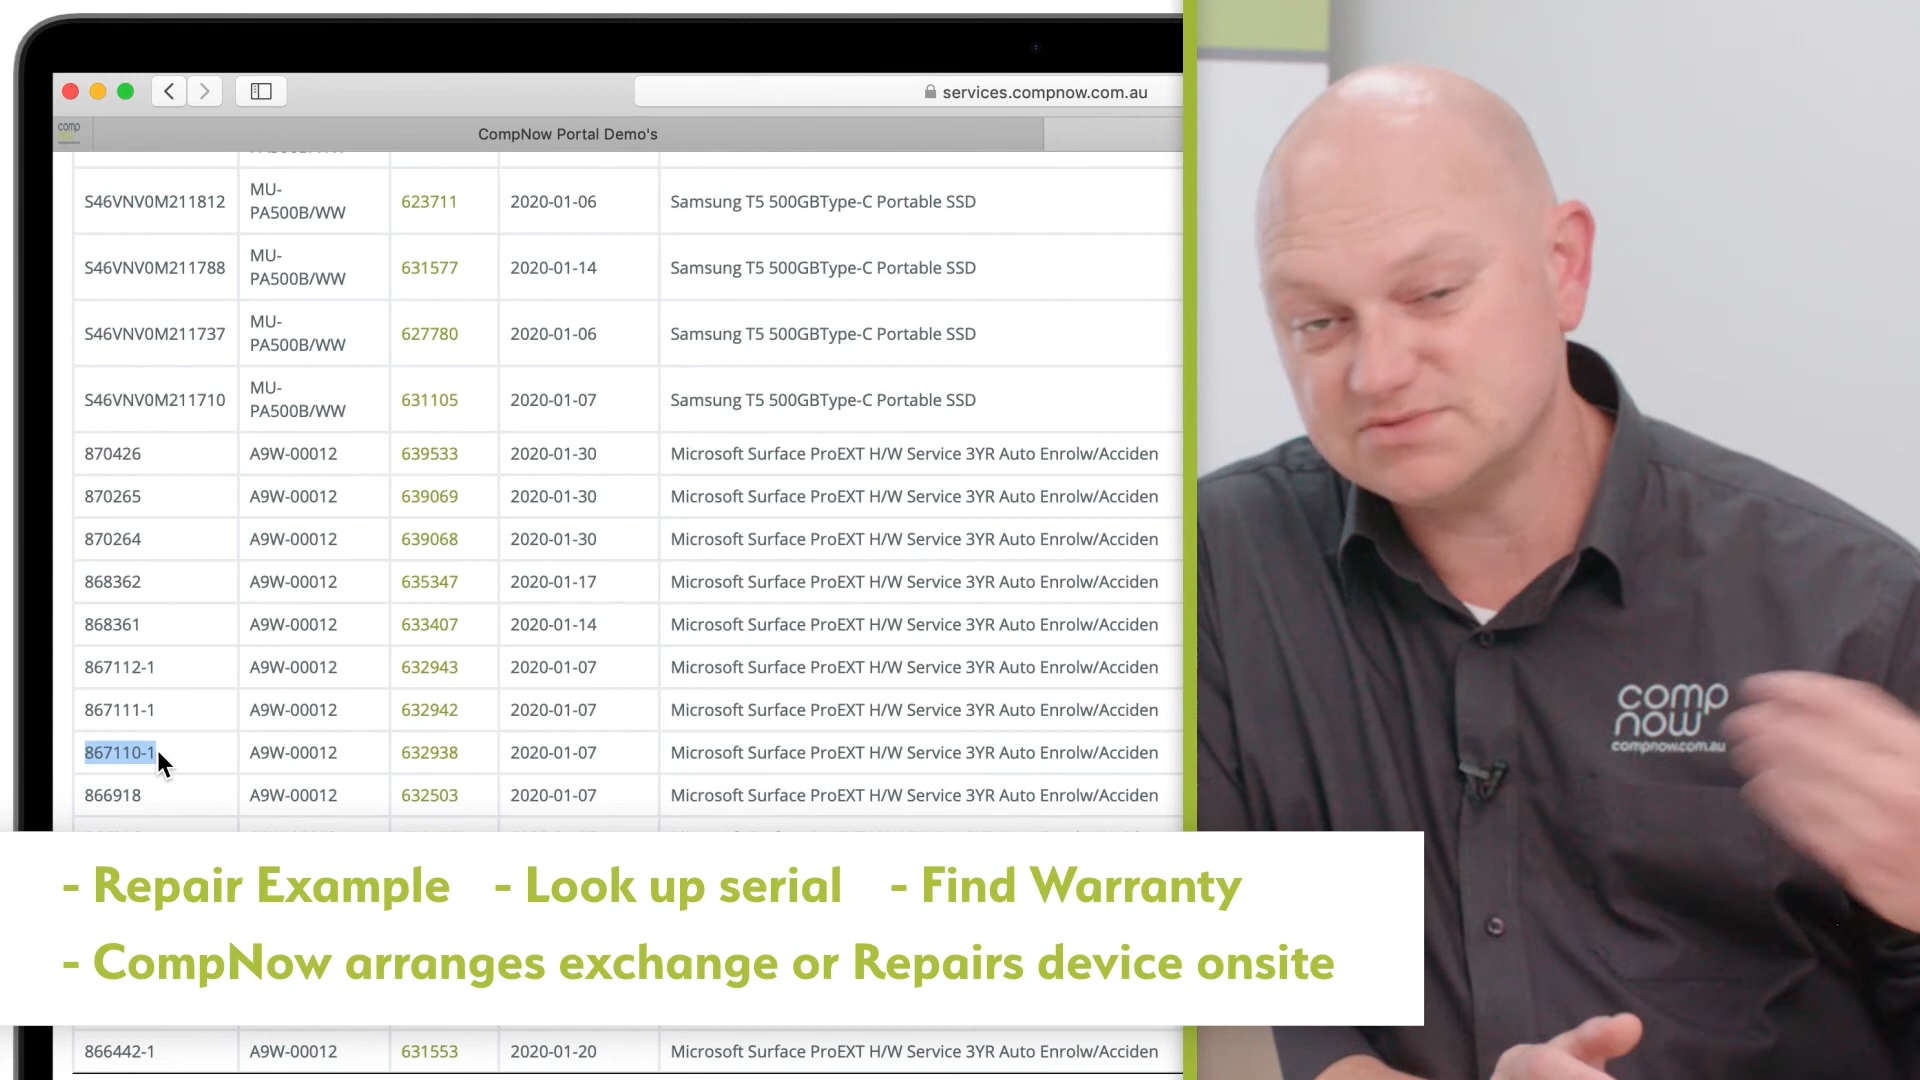 services.compnow.com.au
comp
CompNow Portal Demo's
S46VNV0M211812 MU-PA500B/WW 623711 2020-01-06 Samsung T5 500GBType-C Portable SSD
S46VNV0M211788 MU-PA500B/WW 631577 2020-01-14 Samsung T5 500GBType-C Portable SSD
S46VNV0M211737 MU-PA500B/WW 627780 2020-01-06 Samsung T5 500GBType-C Portable SSD
S46VNV0M211710 MU-PA500B/WW 631105 2020-01-07 Samsung T5 500GBType-C Portable SSD
870426 A9W-00012 639533 2020-01-30 Microsoft Surface ProEXT H/W Service 3YR Auto Enrolw/Acciden
870265 A9W-00012 639069 2020-01-30 Microsoft Surface ProEXT H/W Service 3YR Auto Enrolw/Acciden
870264 A9W-00012 639068 2020-01-30 Microsoft Surface ProEXT H/W Service 3YR Auto Enrolw/Acciden
868362 A9W-00012 635347 2020-01-17 Microsoft Surface ProEXT H/W Service 3YR Auto Enrolw/Acciden
868361 A9W-00012 633407 2020-01-14 Microsoft Surface ProEXT H/W Service 3YR Auto Enrolw/Acciden
867112-1 A9W-00012 632943 2020-01-07 Microsoft Surface ProEXT H/W Service 3YR Auto Enrolw/Acciden
867111-1 A9W-00012 632942 2020-01-07 Microsoft Surface ProEXT H/W Service 3YR Auto Enrolw/Acciden
867110-1 A9W-00012 632938 2020-01-07 Microsoft Surface ProEXT H/W Service 3YR Auto Enrolw/Acciden
866918 A9W-00012 632503 2020-01-07 Microsoft Surface ProEXT H/W Service 3YR Auto Enrolw/Acciden
- Repair Example - Look up serial - Find Warranty
- CompNow arranges exchange or Repairs device onsite
866442-1 A9W-00012 631553 2020-01-20 Microsoft Surface ProEXT H/W Service 3YR Auto Enrolw/Acciden
comp
now
compnow.com.au